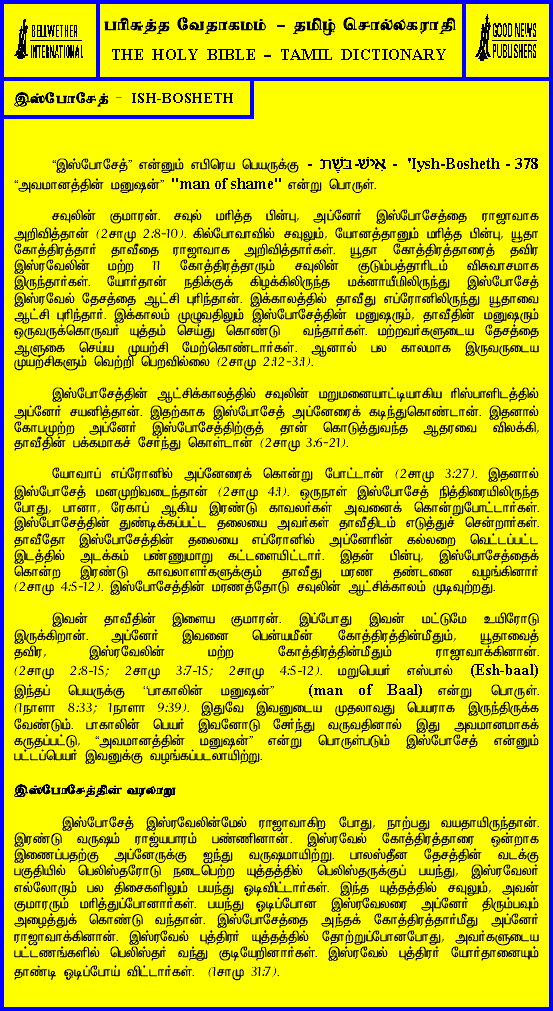 BELLWETHER
INTERNATIONAL
பரிசுத்த வேதாகமம் – தமிழ் சொல்லகராதி
THE HOLY BIBLE – TAMIL DICTIONARY
GOOD NEWS
PUBLISHERS
இஸ்போசேத் - ISH-BOSHETH
“இஸ்போசேத்” என்னும் எபிரெய பெயருக்கு - אִישׁ-בֹּשֶׁת - 'Iysh-Bosheth - 378
“அவமானத்தின் மனுஷன்” "man of shame" என்று பொருள்.
சவுலின் குமாரன். சவுல் மரித்த பின்பு, அப்னேர் இஸ்போசேத்தை ராஜாவாக
அறிவித்தான் (2சாமு 2:8-10). கில்போவாவில் சவுலும், யோனத்தானும் மரித்த பின்பு, யூதா
கோத்திரத்தார் தாவீதை ராஜாவாக அறிவித்தார்கள். யூதா கோத்திரத்தாரைத் தவிர
இஸ்ரவேலின் மற்ற 11 கோத்திரத்தாரும் சவுலின் குடும்பத்தாரிடம் விசுவாசமாக
இருந்தார்கள். யோர்தான் நதிக்குக் கிழக்கிலிருந்த மக்னாயீமிலிருந்து இஸ்போசேத்
இஸ்ரவேல் தேசத்தை ஆட்சி புரிந்தான். இக்காலத்தில் தாவீது எப்ரோனிலிருந்து யூதாவை
ஆட்சி புரிந்தார். இக்காலம் முழுவதிலும் இஸ்போசேத்தின் மனுஷரும், தாவீதின் மனுஷரும்
ஒருவருக்கொருவர் யுத்தம் செய்து கொண்டு வந்தார்கள். மற்றவர்களுடைய தேசத்தை
ஆளுகை செய்ய முயற்சி மேற்கொண்டார்கள். ஆனால் பல காலமாக இருவருடைய
முயற்சிகளும் வெற்றி பெறவில்லை (2சாமு 2:12-3:1).
இஸ்போசேத்தின் ஆட்சிக்காலத்தில் சவுலின் மறுமனையாட்டியாகிய ரிஸ்பாளிடத்தில்
அப்னேர் சயனித்தான். இதற்காக இஸ்போசேத் அப்னேரைக் கடிந்துகொண்டான். இதனால்
கோபமுற்ற அப்னேர் இஸ்போசேத்திற்குத் தான் கொடுத்துவந்த ஆதரவை விலக்கி,
தாவீதின் பக்கமாகச் சேர்ந்து கொள்டான் (2சாமு 3:6-21).
யோவாப் எப்ரோனில் அப்னேரைக் கொன்று போட்டான் (2சாமு 3:27). இதனால்
இஸ்போசேத் மனமுறிவடைந்தான் (2சாமு 4:1). ஒருநாள் இஸ்போசேத் நித்திரையிலிருந்த
போது, பானா, ரேகாப் ஆகிய இரண்டு காவலர்கள் அவனைக் கொன்றுபோட்டார்கள்.
இஸ்போசேத்தின் துண்டிக்கப்பட்ட தலையை அவர்கள் தாவீதிடம் எடுத்துச் சென்றார்கள்.
தாவீதோ இஸ்போசேத்தின் தலையை எப்ரோனில் அப்னேரின் கல்லறை வெட்டப்பட்ட
இடத்தில் அடக்கம் பண்ணுமாறு கட்டளையிட்டார். இதன் பின்பு, இஸ்போசேத்தைக்
கொன்ற இரண்டு காவலாளர்களுக்கும் தாவீது மரண தண்டனை வழங்கினார்
(2சாமு 4:5-12). இஸ்போசேத்தின் மரணத்தோடு சவுலின் ஆட்சிக்காலம் முடிவுற்றது.
இவன் தாவீதின் இளைய குமாரன். இப்போது இவன் மட்டுமே உயிரோடு
இருக்கிறான். அப்னேர் இவனை பென்யமீன் கோத்திரத்தின்மீதும், யூதாவைத்
தவிர, இஸ்ரவேலின் மற்ற கோத்திரத்தின்மீதும் ராஜாவாக்கினான்.
(2சாமு 2:8-15; 2சாமு 3:7-15; 2சாமு 4:5-12). மறுபெயர் எஸ்பால் (Esh-baal)
இந்தப் பெயருக்கு “பாகாலின் மனுஷன்” (man of Baal) என்று பொருள்.
(1நாளா 8:33; 1நாளா 9:39). இதுவே இவனுடைய முதலாவது பெயராக இருந்திருக்க
வேண்டும். பாகாலின் பெயர் இவனோடு சேர்ந்து வருவதினால் இது அவமானமாகக்
கருதப்பட்டு, “அவமானத்தின் மனுஷன்” என்று பொருள்படும் இஸ்போசேத் என்னும்
பட்டப்பெயர் இவனுக்கு வழங்கப்படலாயிற்று.
இஸ்போசேத்தின் வரலாறு
இஸ்போசேத் இஸ்ரவேலின்மேல் ராஜாவாகிற போது, நாற்பது வயதாயிருந்தான்.
இரண்டு வருஷம் ராஜ்யபாரம் பண்ணினான். இஸ்ரவேல் கோத்திரத்தாரை ஒன்றாக
இணைப்பதற்கு அப்னேருக்கு ஐந்து வருஷமாயிற்று. பாலஸ்தீன தேசத்தின் வடக்கு
பகுதியில் பெலிஸ்தரோடு நடைபெற்ற யுத்தத்தில் பெலிஸ்தருக்குப் பயந்து, இஸ்ரவேலர்
எல்லோரும் பல திசைகளிலும் பயந்து ஓடிவிட்டார்கள். இந்த யுத்தத்தில் சவுலும், அவன்
குமாரரும் மரித்துப்போனார்கள். பயந்து ஓடிப்போன இஸ்ரவேலரை அப்னேர் திரும்பவும்
அழைத்துக் கொண்டு வந்தான். இஸ்போசேத்தை அந்தக் கோத்திரத்தார்மீது அப்னேர்
ராஜாவாக்கினான். இஸ்ரவேல் புத்திரர் யுத்தத்தில் தோற்றுப்போனபோது, அவர்களுடைய
பட்டணங்களில் பெலிஸ்தர் வந்து குடியேறினார்கள். இஸ்ரவேல் புத்திரர் யோர்தானையும்
தாண்டி ஓடிப்போய் விட்டார்கள். (1சாமு 31:7).